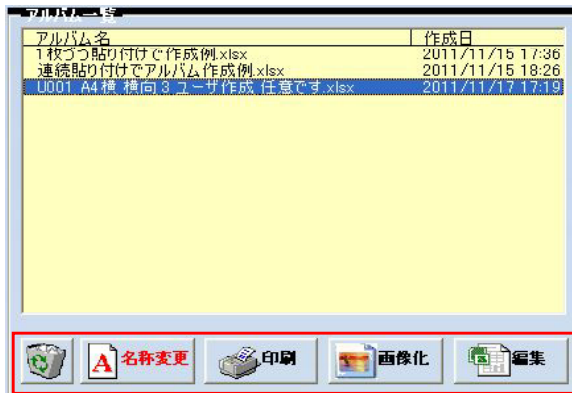 アルバム一覧
アルバム名 作成日
1枚づつ貼り付けで作成例.xlsx 2011/11/15 17:36
連続貼り付けでアルバム作成例.xlsx 2011/11/15 18:26
U001 A4横 横向3 ユーザ作成 任意です.xlsx 2011/11/17 17:19
A 名称変更 印刷 画像化 編集